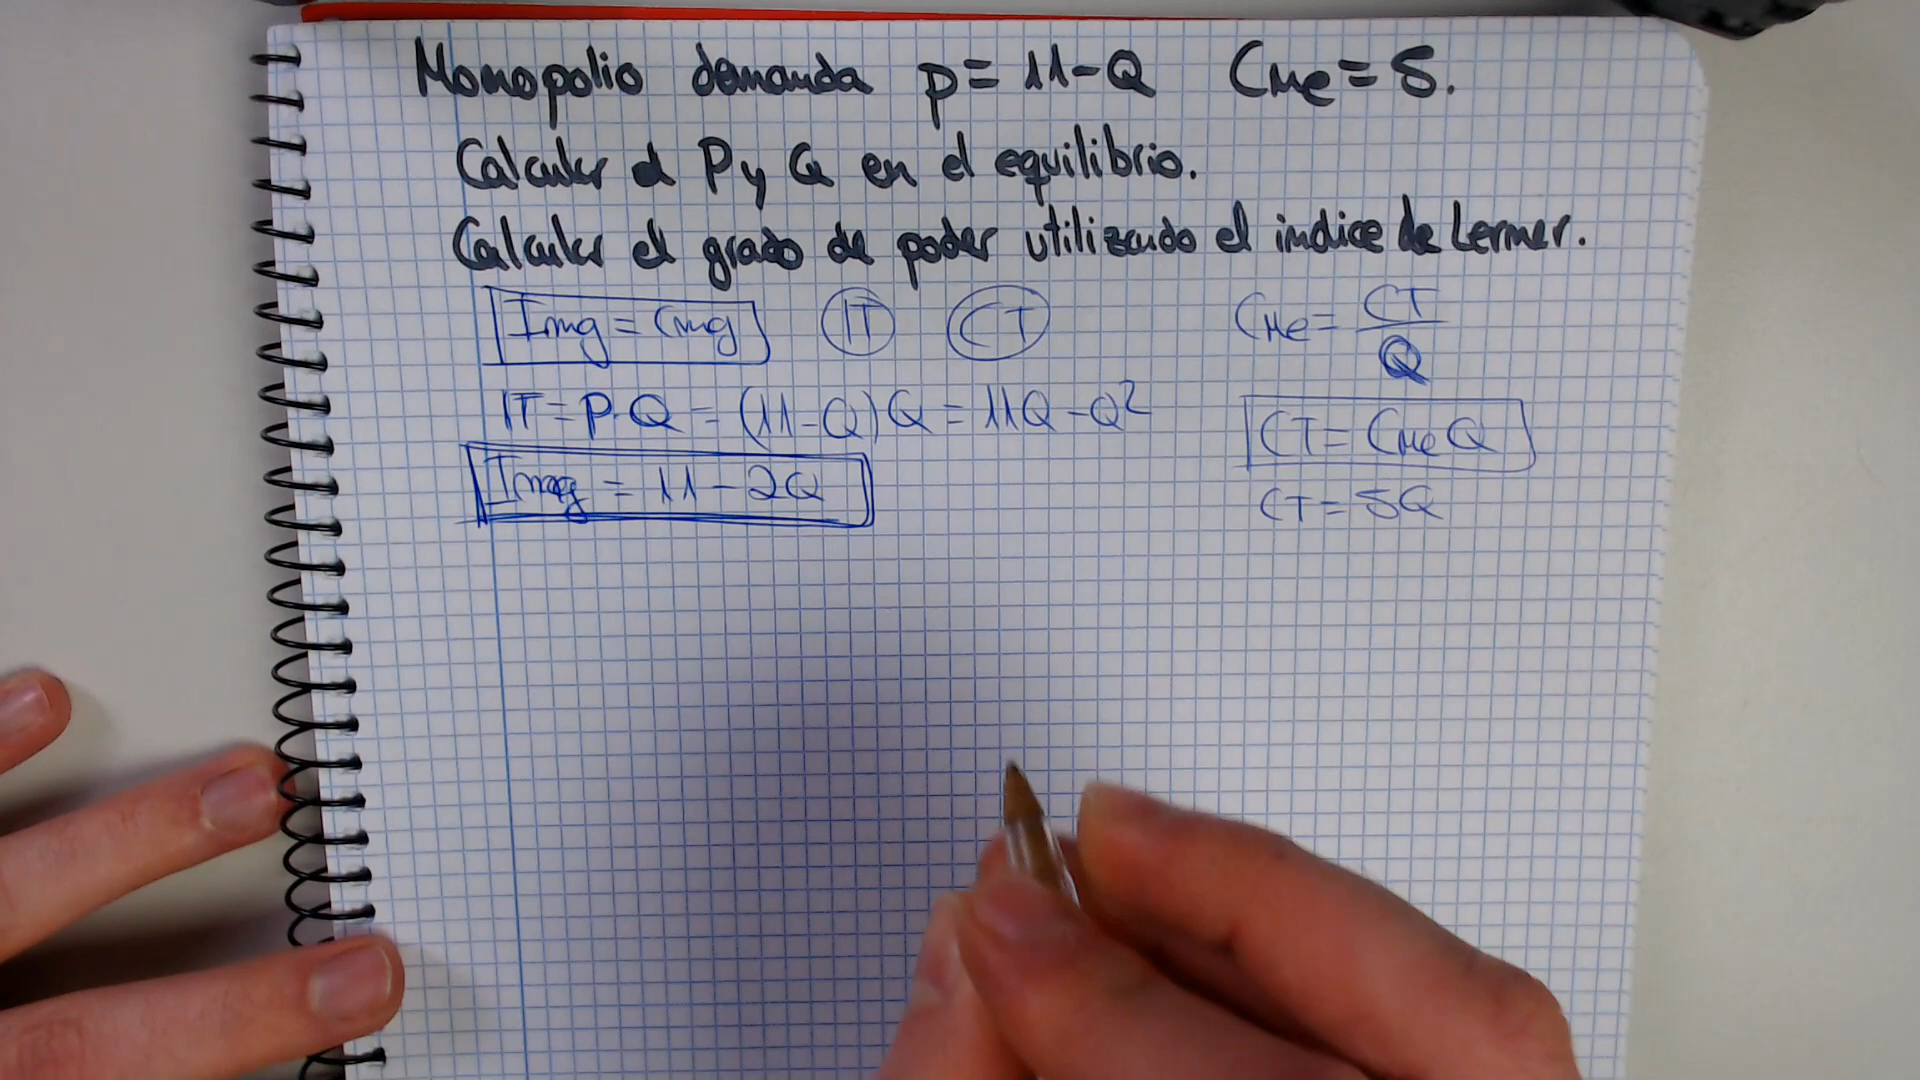 Monopolio demanda p = 11-Q CMe = 5.
Calcular el P y Q en el equilibrio.
Calcular el grado de poder utilizando el indice de Lerner.
Img = Cmg IT CT CMe = CT/Q
IT = P·Q = (11-Q)Q = 11Q - Q² CT = CMe Q
Img = 11 - 2Q CT = 5Q